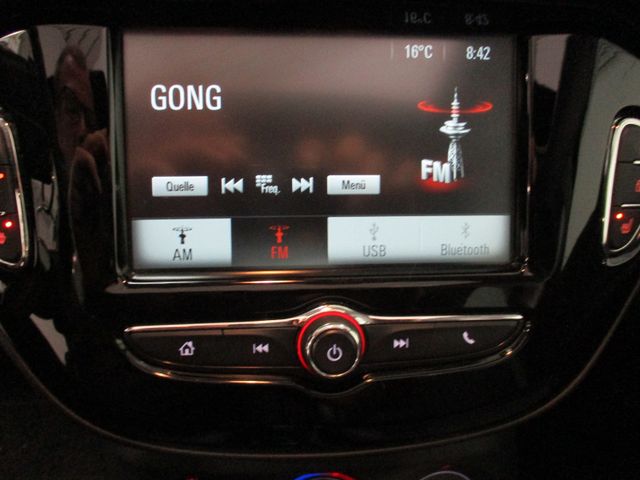 16°C 8:42
GONG
FM
Quelle Freq. Menü
AM FM USB Bluetooth